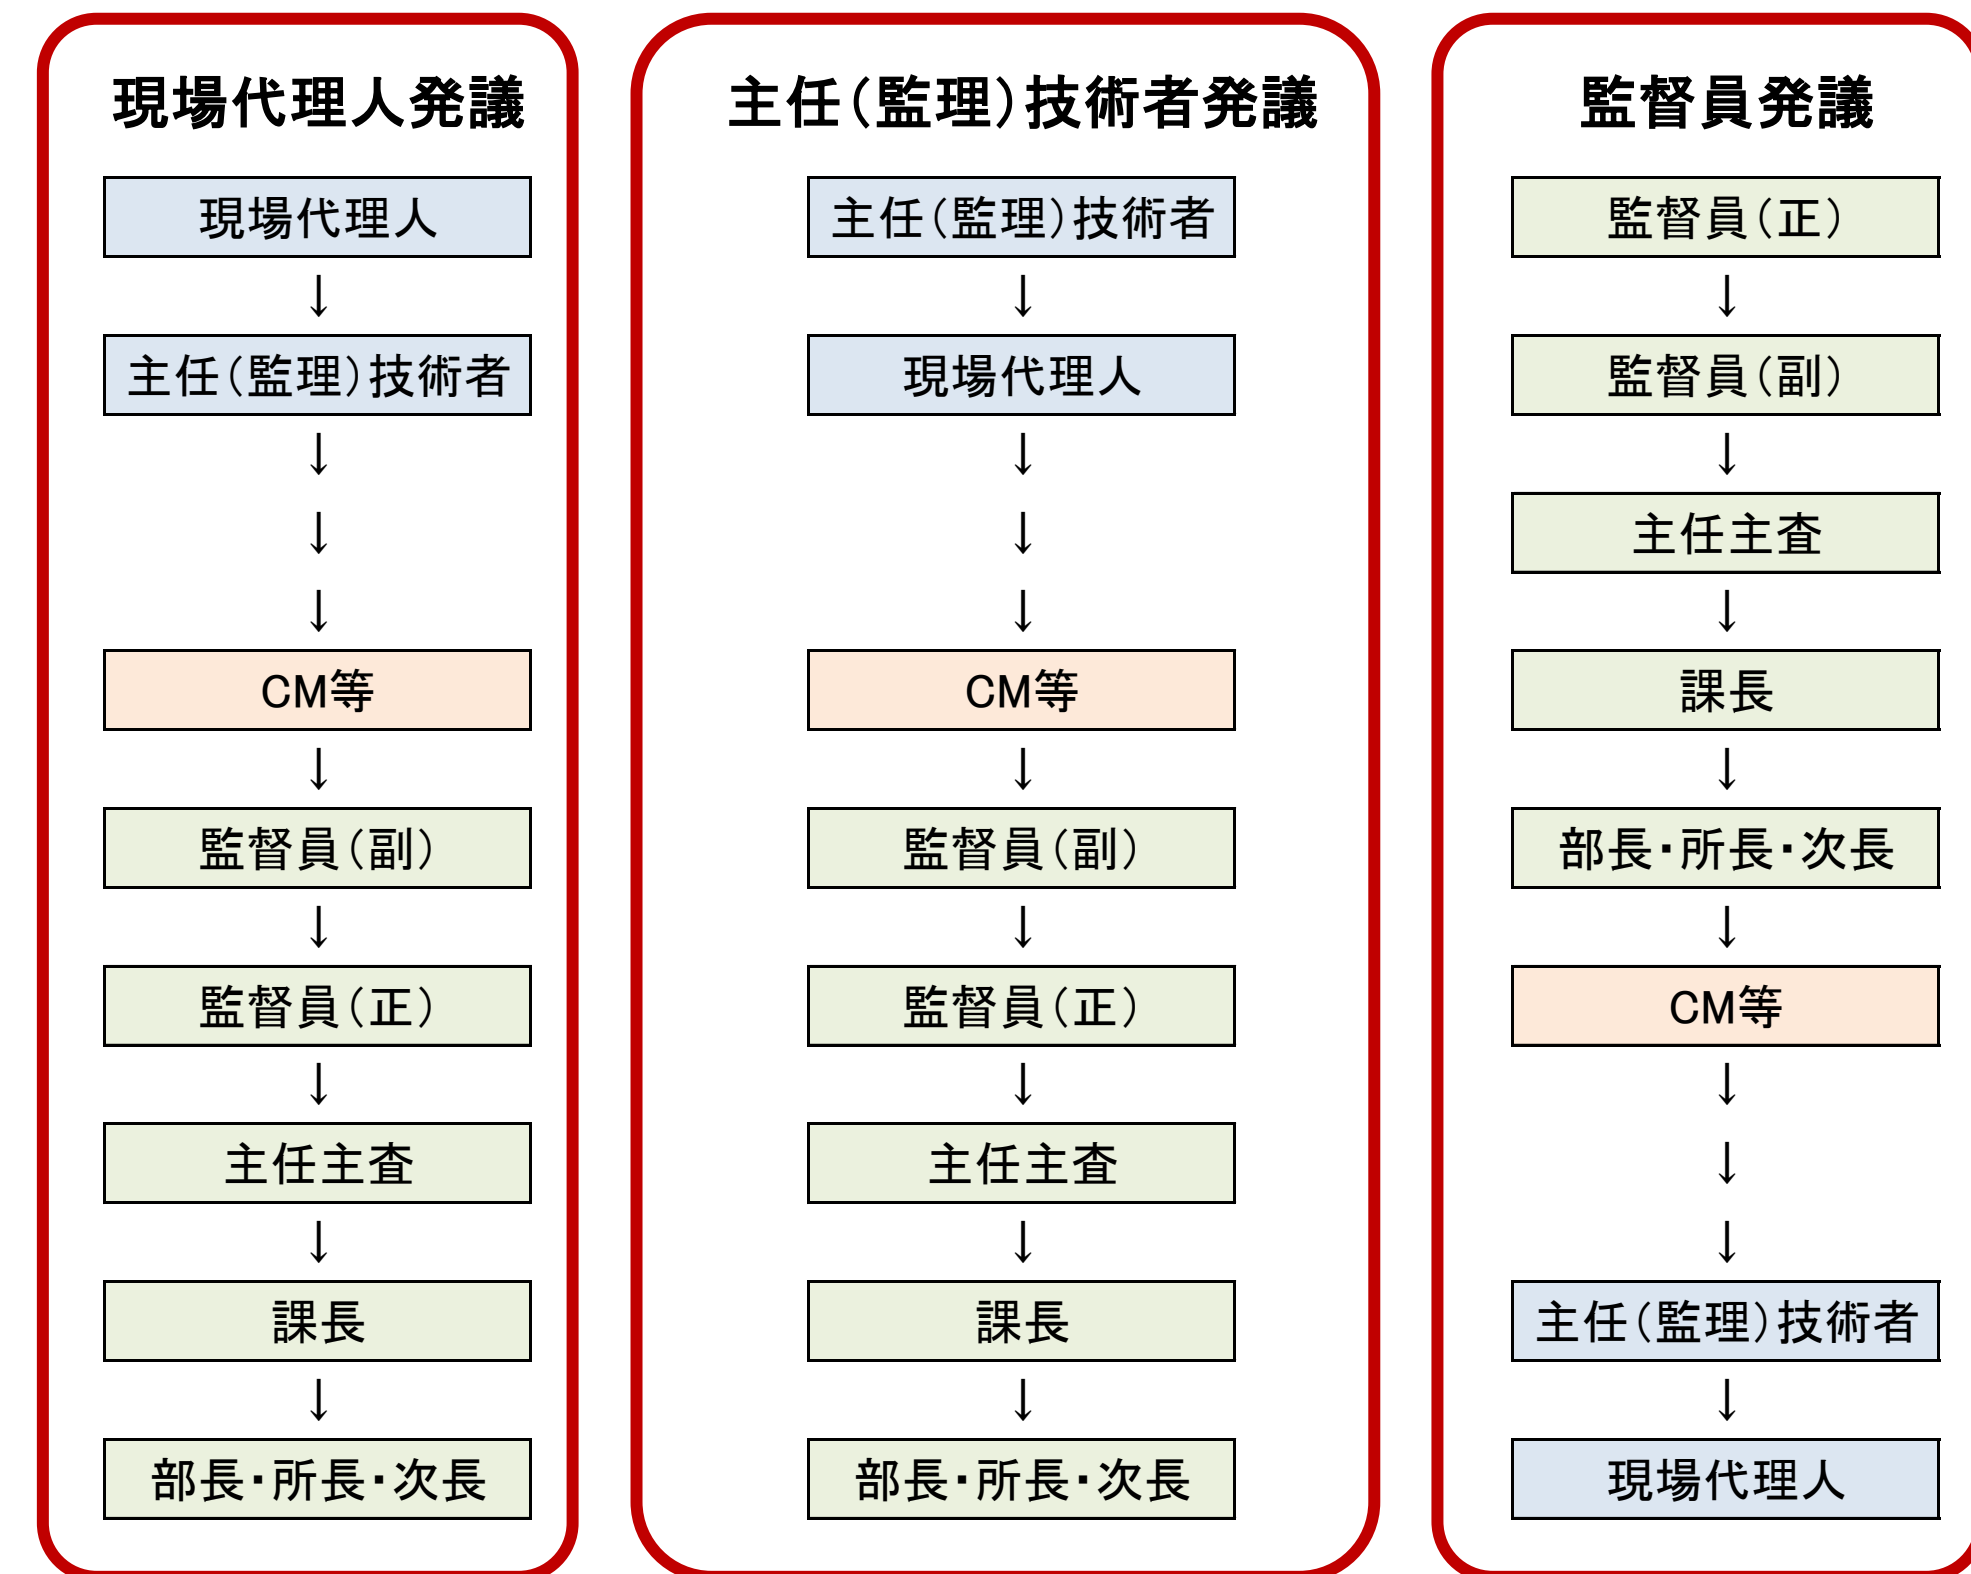 現場代理人発議
現場代理人
↓
主任(監理)技術者
↓
↓
↓
CM等
↓
監督員(副)
↓
監督員(正)
↓
主任主査
↓
課長
↓
部長・所長・次長
主任(監理)技術者発議
主任(監理)技術者
↓
現場代理人
↓
↓
↓
CM等
↓
監督員(副)
↓
監督員(正)
↓
主任主査
↓
課長
↓
部長・所長・次長
監督員発議
監督員(正)
↓
監督員(副)
↓
主任主査
↓
課長
↓
部長・所長・次長
↓
CM等
↓
↓
↓
主任(監理)技術者
↓
現場代理人